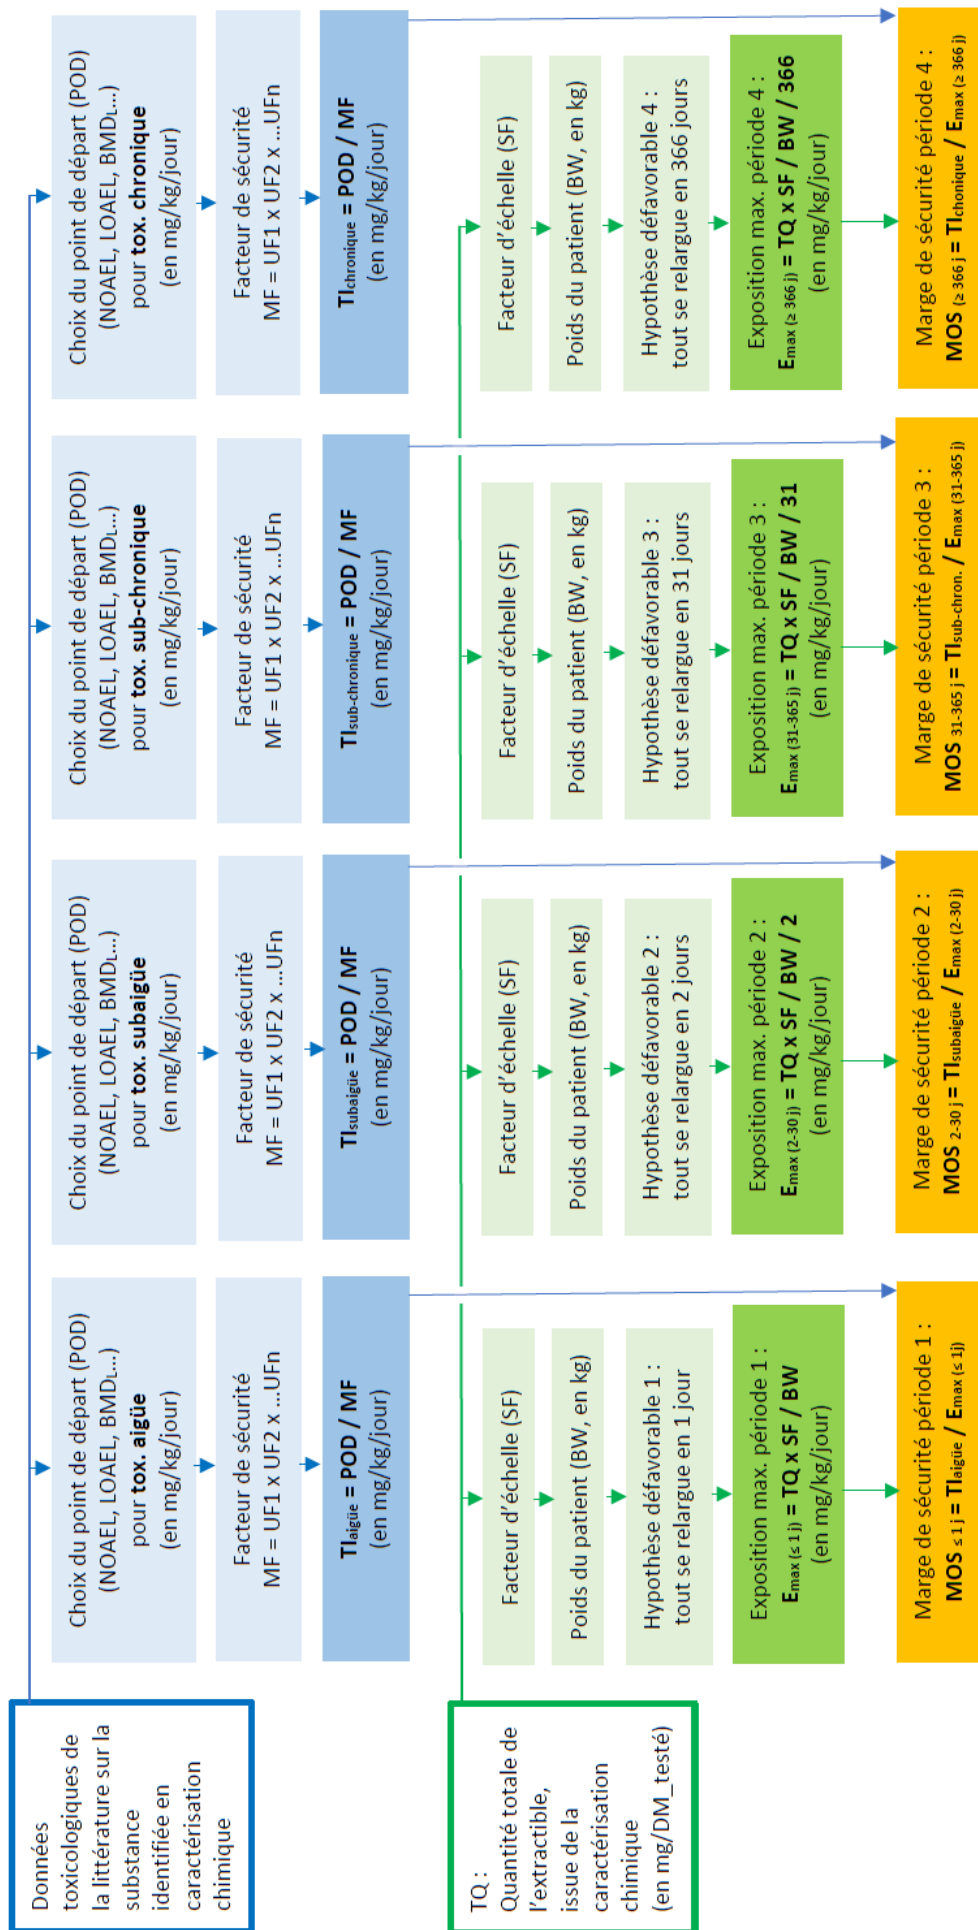 Données
toxicologiques de
la littérature sur la
substance
identifiée en
caractérisation
chimique
Choix du point de départ (POD)
(NOAEL, LOAEL, BMDL...)
pour tox. aigüe
(en mg/kg/jour)
Facteur de sécurité
MF = UF1 x UF2 x ...UFn
TIaigüe = POD / MF
(en mg/kg/jour)
Choix du point de départ (POD)
(NOAEL, LOAEL, BMDL...)
pour tox. subaigüe
(en mg/kg/jour)
Facteur de sécurité
MF = UF1 x UF2 x ...UFn
TIsubaigüe = POD / MF
(en mg/kg/jour)
Choix du point de départ (POD)
(NOAEL, LOAEL, BMDL...)
pour tox. sub-chronique
(en mg/kg/jour)
Facteur de sécurité
MF = UF1 x UF2 x ...UFn
TIsub-chronique = POD / MF
(en mg/kg/jour)
Choix du point de départ (POD)
(NOAEL, LOAEL, BMDL...)
pour tox. chronique
(en mg/kg/jour)
Facteur de sécurité
MF = UF1 x UF2 x ...UFn
TIchronique = POD / MF
(en mg/kg/jour)
TQ :
Quantité totale de
l'extractible,
issue de la
caractérisation
chimique
(en mg/DM_testé)
Facteur d'échelle (SF)
Poids du patient (BW, en kg)
Hypothèse défavorable 1 :
tout se relargue en 1 jour
Exposition max. période 1 :
Emax (≤ 1 j) = TQ x SF / BW
(en mg/kg/jour)
Marge de sécurité période 1 :
MOS ≤ 1 j = TIaigüe / Emax (≤ 1j)
Facteur d'échelle (SF)
Poids du patient (BW, en kg)
Hypothèse défavorable 2 :
tout se relargue en 2 jours
Exposition max. période 2 :
Emax (2-30 j) = TQ x SF / BW / 2
(en mg/kg/jour)
Marge de sécurité période 2 :
MOS 2-30 j = TIsubaigüe / Emax (2-30 j)
Facteur d'échelle (SF)
Poids du patient (BW, en kg)
Hypothèse défavorable 3 :
tout se relargue en 31 jours
Exposition max. période 3 :
Emax (31-365 j) = TQ x SF / BW / 31
(en mg/kg/jour)
Marge de sécurité période 3 :
MOS 31-365 j = TIsub-chron. / Emax (31-365 j)
Facteur d'échelle (SF)
Poids du patient (BW, en kg)
Hypothèse défavorable 4 :
tout se relargue en 366 jours
Exposition max. période 4 :
Emax (≥ 366 j) = TQ x SF / BW / 366
(en mg/kg/jour)
Marge de sécurité période 4 :
MOS (≥ 366 j = TIchonique / Emax (≥ 366 j)